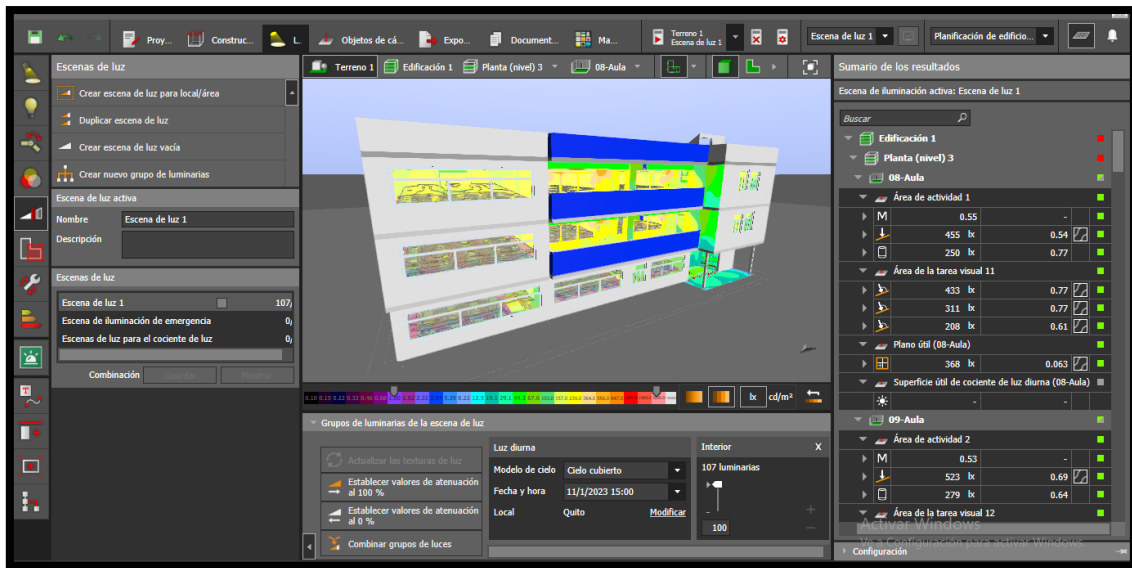 Proy...
Construc...
L.
Objetos de cá...
Expo...
Document...
Ma...
Terreno 1
Escena de luz 1
Escena de luz 1
Planificación de edificio...
Escenas de luz
Crear escena de luz para local/área
Duplicar escena de luz
Crear escena de luz vacía
Crear nuevo grupo de luminarias
Escena de luz activa
Nombre
Escena de luz 1
Descripción
Escenas de luz
Escena de luz 1
107/
Escena de iluminación de emergencia
0/
Escenas de luz para el cociente de luz
0/
Combinación
Guardar
Mostrar
Terreno 1
Edificación 1
Planta (nivel) 3
08-Aula
lx
cd/m²
Grupos de luminarias de la escena de luz
Actualizar las texturas de luz
Establecer valores de atenuación
al 100 %
Establecer valores de atenuación
al 0 %
Combinar grupos de luces
Luz diurna
Modelo de cielo
Cielo cubierto
Fecha y hora
11/1/2023 15:00
Local
Quito
Modificar
Interior
X
107 luminarias
-
+
100
Sumario de los resultados
Escena de iluminación activa: Escena de luz 1
Buscar
Edificación 1
Planta (nivel) 3
08-Aula
Área de actividad 1
M 0.55 -
455 lx 0.54
250 lx 0.77
Área de la tarea visual 11
433 lx 0.77
311 lx 0.77
208 lx 0.61
Plano útil (08-Aula)
368 lx 0.063
Superficie útil de cociente de luz diurna (08-Aula)
- -
09-Aula
Área de actividad 2
M 0.53 -
523 lx 0.69
279 lx 0.64
Área de la tarea visual 12
Activar Windows
Ve a Configuración para activar Windows.
Configuración